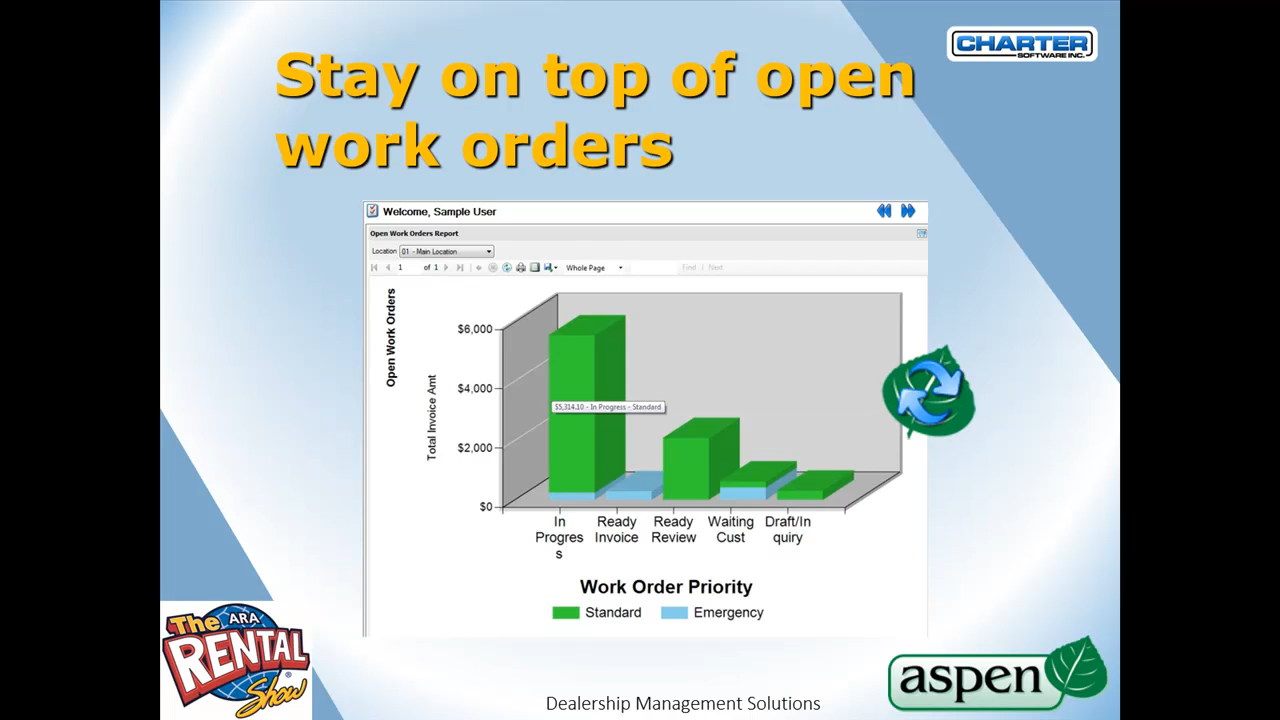 CHARTER
SOFTWARE INC.
Stay on top of open
work orders
Welcome, Sample User
Open Work Orders Report
Location 01 - Main Location
1 of 1 Whole Page Find | Next
Open Work Orders
Total Invoice Amt
$6,000
$4,000
$2,000
$0
$5,314.10 - In Progress - Standard
In
Progres
s
Ready
Invoice
Ready
Review
Waiting
Cust
Draft/In
quiry
Work Order Priority
Standard
Emergency
The ARA
RENTAL
Show
®
aspen
Dealership Management Solutions